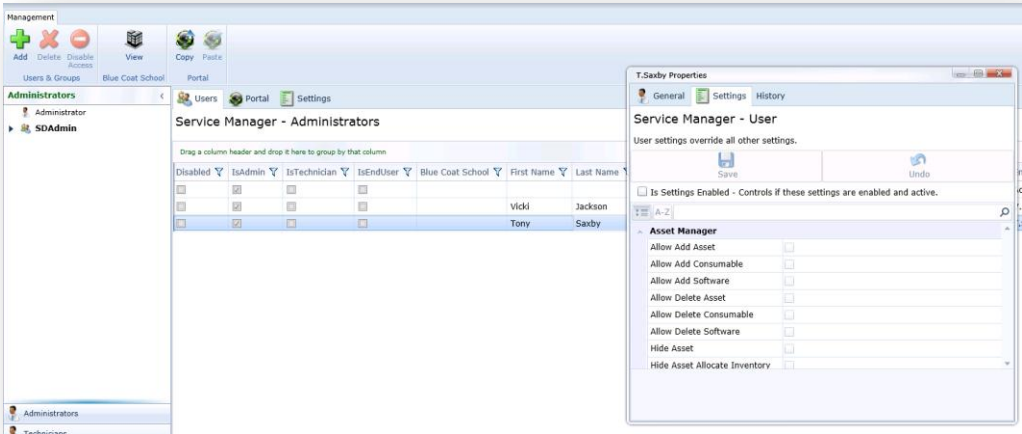 Management
Add Delete Disable Access View Copy Paste
Users & Groups Blue Coat School Portal
Administrators
Administrator
SDAdmin
Administrators
Technicians
Users Portal Settings
Service Manager - Administrators
Drag a column header and drop it here to group by that column
Disabled IsAdmin IsTechnician IsEndUser Blue Coat School First Name Last Name
Vicki Jackson
Tony Saxby
T.Saxby Properties
General Settings History
Service Manager - User
User settings override all other settings.
Save Undo
Is Settings Enabled - Controls if these settings are enabled and active.
A-Z
Asset Manager
Allow Add Asset
Allow Add Consumable
Allow Add Software
Allow Delete Asset
Allow Delete Consumable
Allow Delete Software
Hide Asset
Hide Asset Allocate Inventory